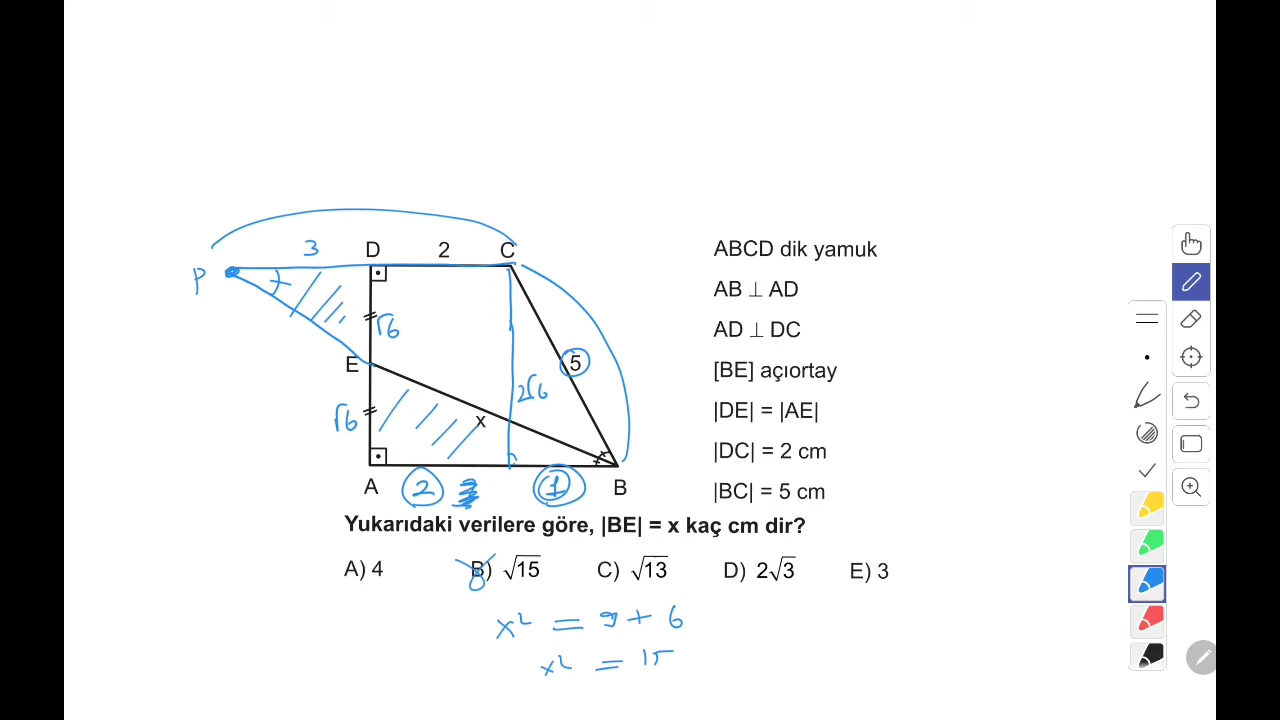 3 D 2 C
P
√6
E
5
√6
2√6
x
A 2 1 B
ABCD dik yamuk
AB ⊥ AD
AD ⊥ DC
[BE] açıortay
|DE| = |AE|
|DC| = 2 cm
|BC| = 5 cm
Yukarıdaki verilere göre, |BE| = x kaç cm dir?
A) 4 B) √15 C) √13 D) 2√3 E) 3
x² = 9 + 6
x² = 15